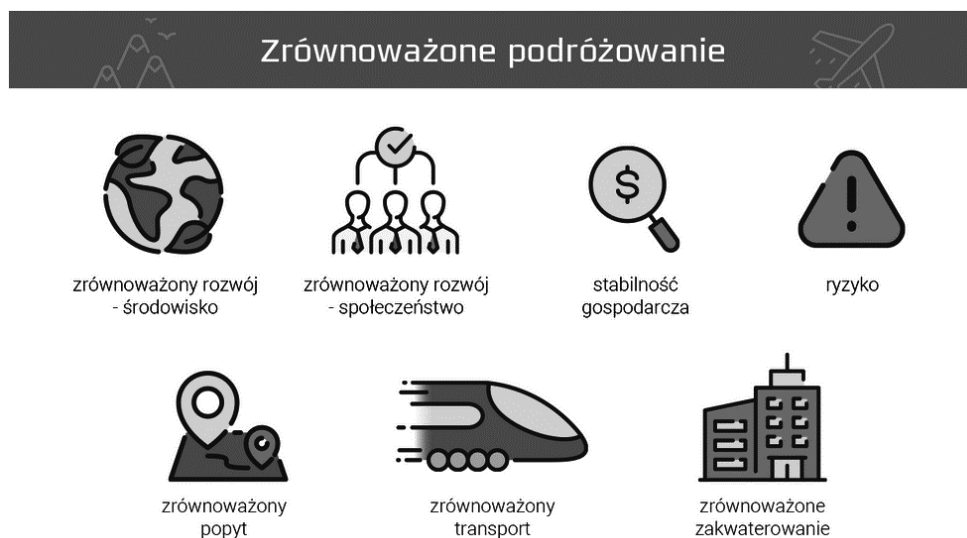 Zrównoważone podróżowanie
zrównoważony rozwój
- środowisko
zrównoważony rozwój
- społeczeństwo
stabilność
gospodarcza
ryzyko
zrównoważony
popyt
zrównoważony
transport
zrównoważone
zakwaterowanie